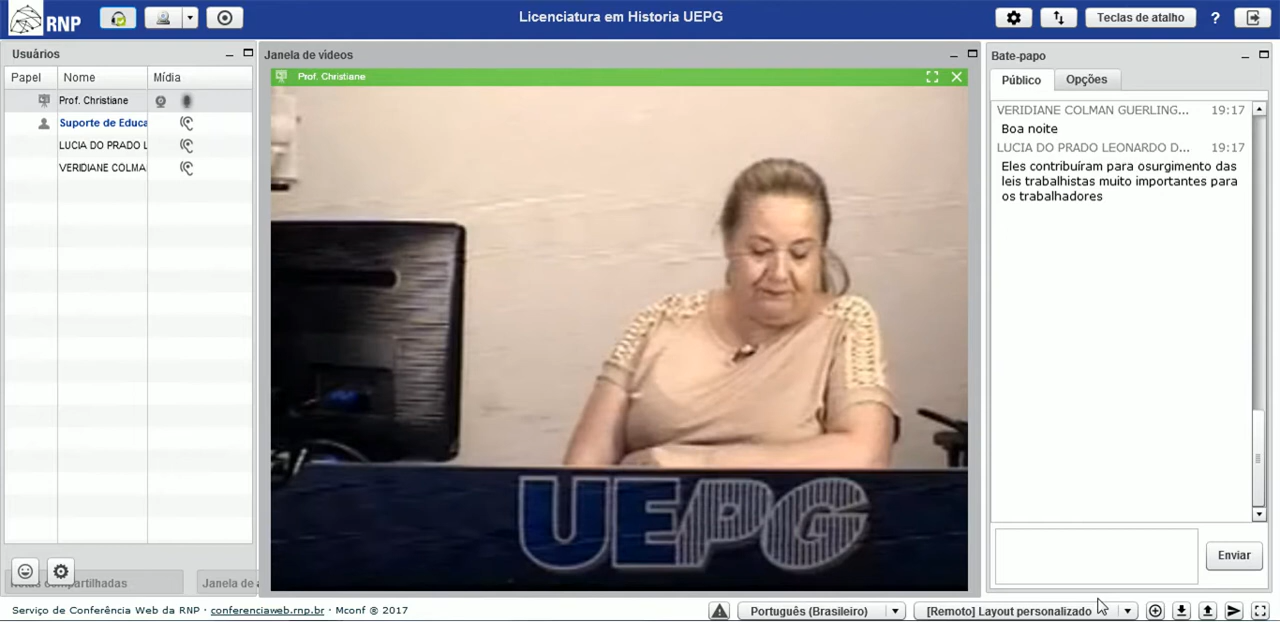 RNP
Licenciatura em Historia UEPG
Teclas de atalho
?
Usuários
Papel Nome Mídia
Prof. Christiane
Suporte de Educa
LUCIA DO PRADO L
VERIDIANE COLMA
Janela de vídeos
Prof. Christiane
UEPG
Bate-papo
Público Opções
VERIDIANE COLMAN GUERLING... 19:17
Boa noite
LUCIA DO PRADO LEONARDO D... 19:17
Eles contribuíram para osurgimento das
leis trabalhistas muito importantes para
os trabalhadores
Enviar
compartilhadas
Janela de
Serviço de Conferência Web da RNP · conferenciaweb.rnp.br · Mconf ® 2017
Português (Brasileiro)
[Remoto] Layout personalizado